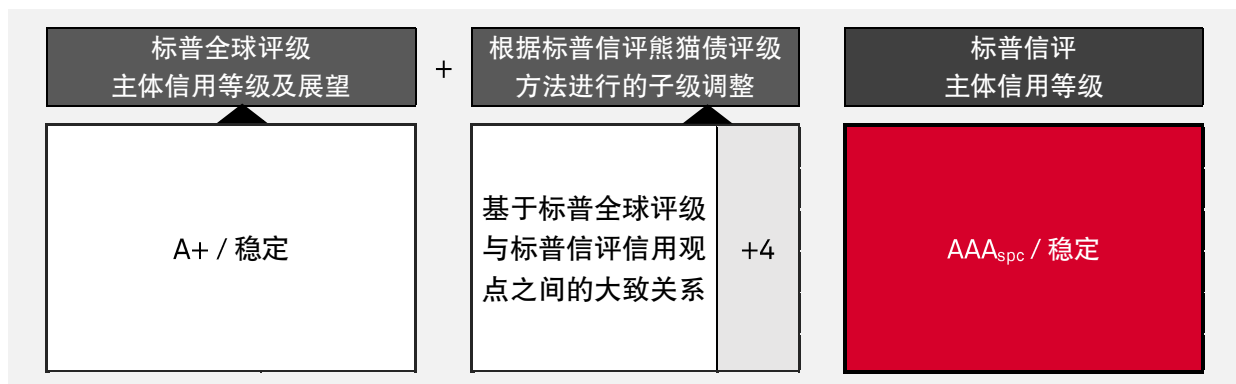 标普全球评级
主体信用等级及展望
+
根据标普信评熊猫债评级
方法进行的子级调整
标普信评
主体信用等级
A+ / 稳定
基于标普全球评级
与标普信评信用观
点之间的大致关系
+4
AAAspc / 稳定